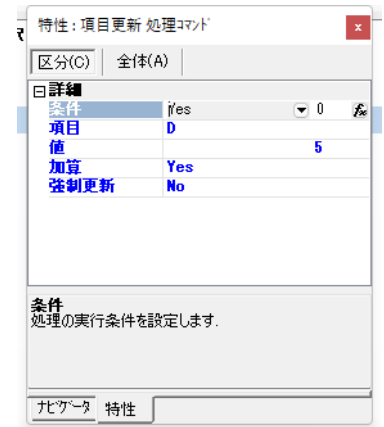 特性 : 項目更新 処理コマンド x
区分(C) 全体(A)
詳細
条件 Yes 0 fx
項目 D
値 5
加算 Yes
強制更新 No
条件
処理の実行条件を設定します.
ナビゲータ 特性